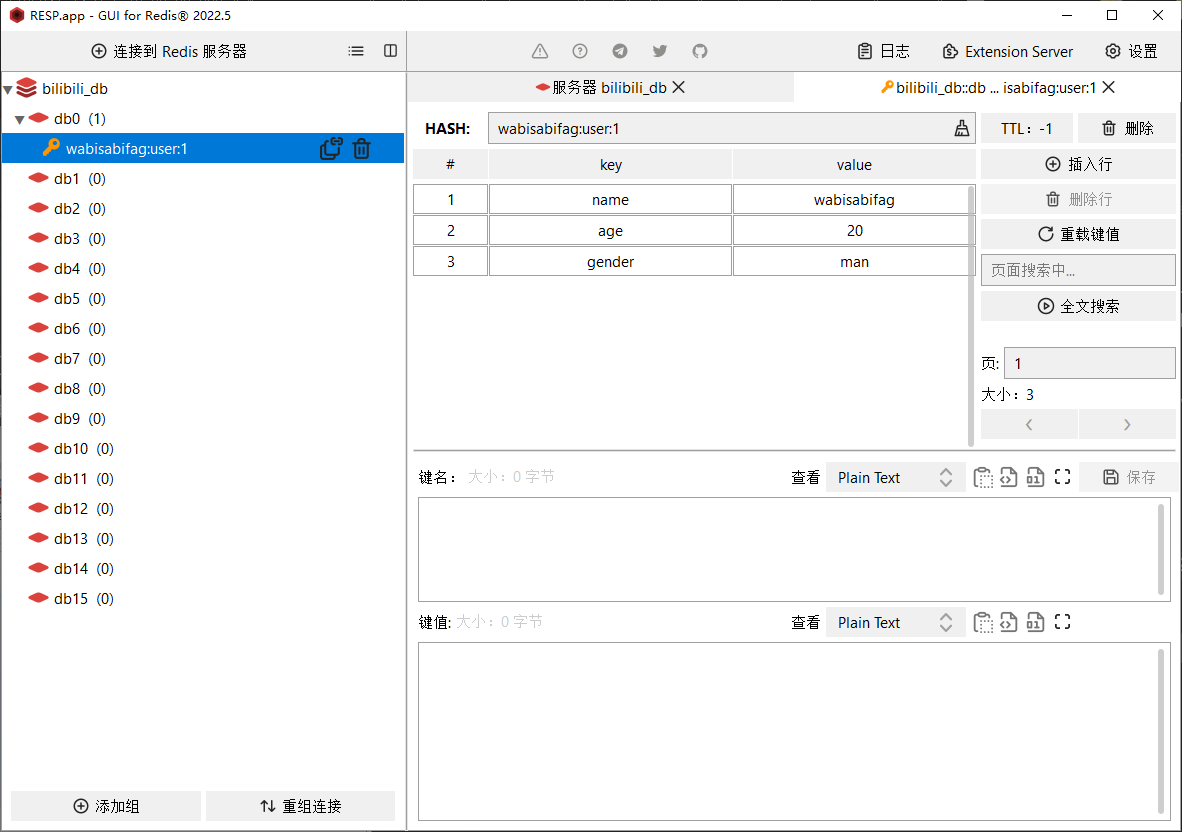 RESP.app - GUI for Redis® 2022.5
连接到 Redis 服务器
日志
Extension Server
设置
bilibili_db
db0 (1)
wabisabifag:user:1
db1 (0)
db2 (0)
db3 (0)
db4 (0)
db5 (0)
db6 (0)
db7 (0)
db8 (0)
db9 (0)
db10 (0)
db11 (0)
db12 (0)
db13 (0)
db14 (0)
db15 (0)
添加组
重组连接
服务器 bilibili_db
bilibili_db::db ... isabifag:user:1
HASH: wabisabifag:user:1
TTL: -1
删除
# key value
1 name wabisabifag
2 age 20
3 gender man
插入行
删除行
重载键值
页面搜索中...
全文搜索
页: 1
大小: 3
键名: 大小: 0 字节
查看 Plain Text
保存
键值: 大小: 0 字节
查看 Plain Text